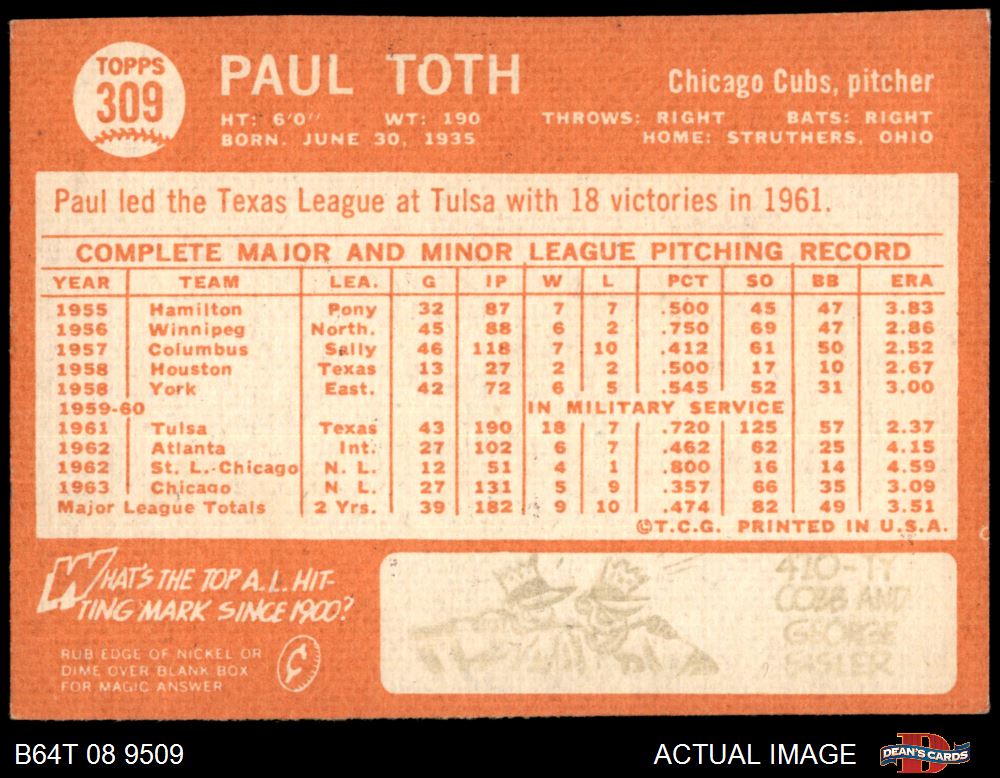 TOPPS
309
PAUL TOTH
Chicago Cubs, pitcher
HT: 6'0" WT: 190 THROWS: RIGHT BATS: RIGHT
BORN. JUNE 30, 1935 HOME: STRUTHERS, OHIO
Paul led the Texas League at Tulsa with 18 victories in 1961.
COMPLETE MAJOR AND MINOR LEAGUE PITCHING RECORD
YEAR TEAM LEA. G IP W L PCT SO BB ERA
1955 Hamilton Pony 32 87 7 7 .500 45 47 3.83
1956 Winnipeg North. 45 88 6 2 .750 69 47 2.86
1957 Columbus Sally 46 118 7 10 .412 61 50 2.52
1958 Houston Texas 13 27 2 2 .500 17 10 2.67
1958 York East. 42 72 6 5 .545 52 31 3.00
1959-60 IN MILITARY SERVICE
1961 Tulsa Texas 43 190 18 7 .720 125 57 2.37
1962 Atlanta Int. 27 102 6 7 .462 62 25 4.15
1962 St. L.-Chicago N. L. 12 51 4 1 .800 16 14 4.59
1963 Chicago N L. 27 131 5 9 .357 66 35 3.09
Major League Totals 2 Yrs. 39 182 9 10 .474 82 49 3.51
©T.C.G. PRINTED IN U.S.A.
WHAT'S THE TOP A.L. HIT-
TING MARK SINCE 1900?
RUB EDGE OF NICKEL OR
DIME OVER BLANK BOX
FOR MAGIC ANSWER
410-TY
COBB AND
GEORGE
SISLER
B64T 08 9509
ACTUAL IMAGE
DEAN'S CARDS